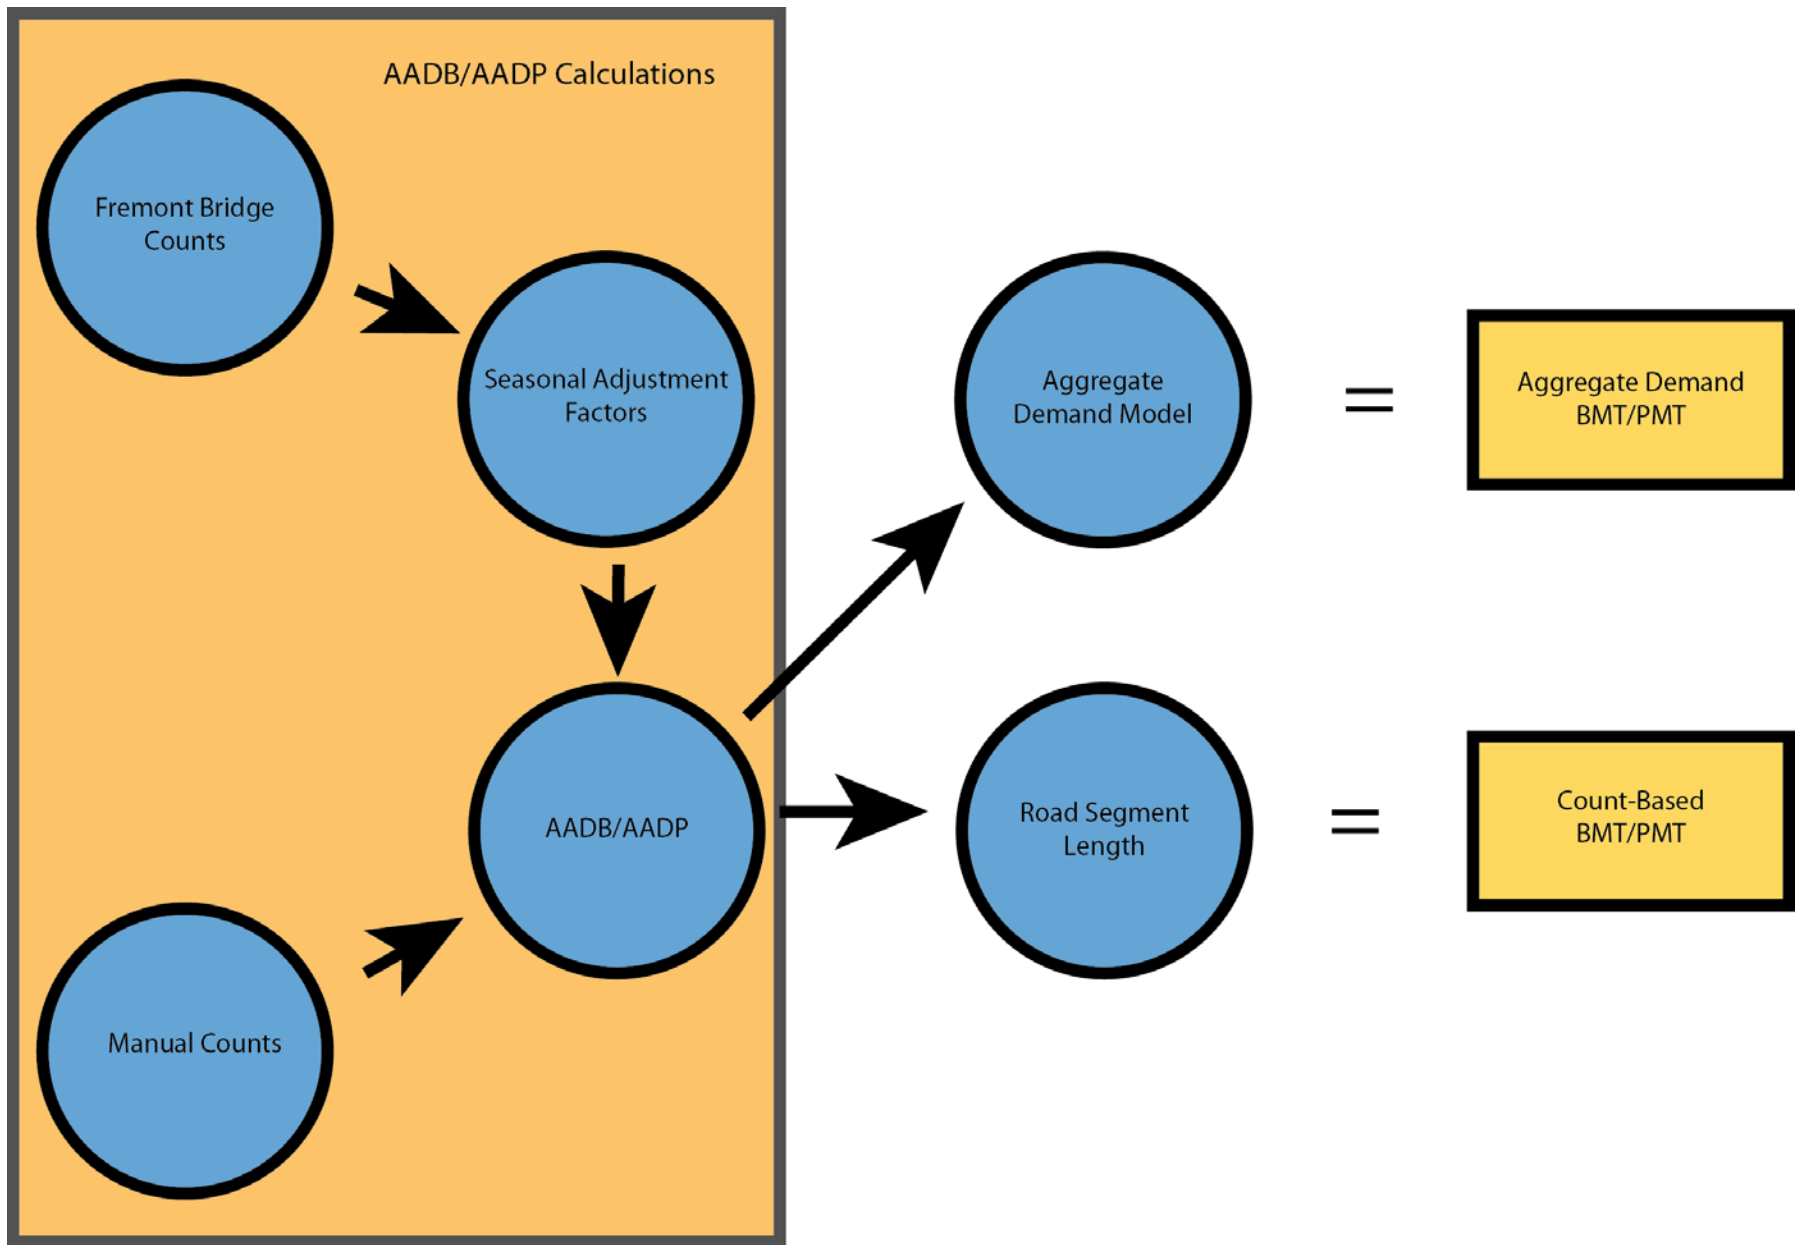 AADB/AADP Calculations
Fremont Bridge
Counts
Seasonal Adjustment
Factors
Aggregate
Demand Model
=
Aggregate Demand
BMT/PMT
AADB/AADP
Road Segment
Length
=
Count-Based
BMT/PMT
Manual Counts